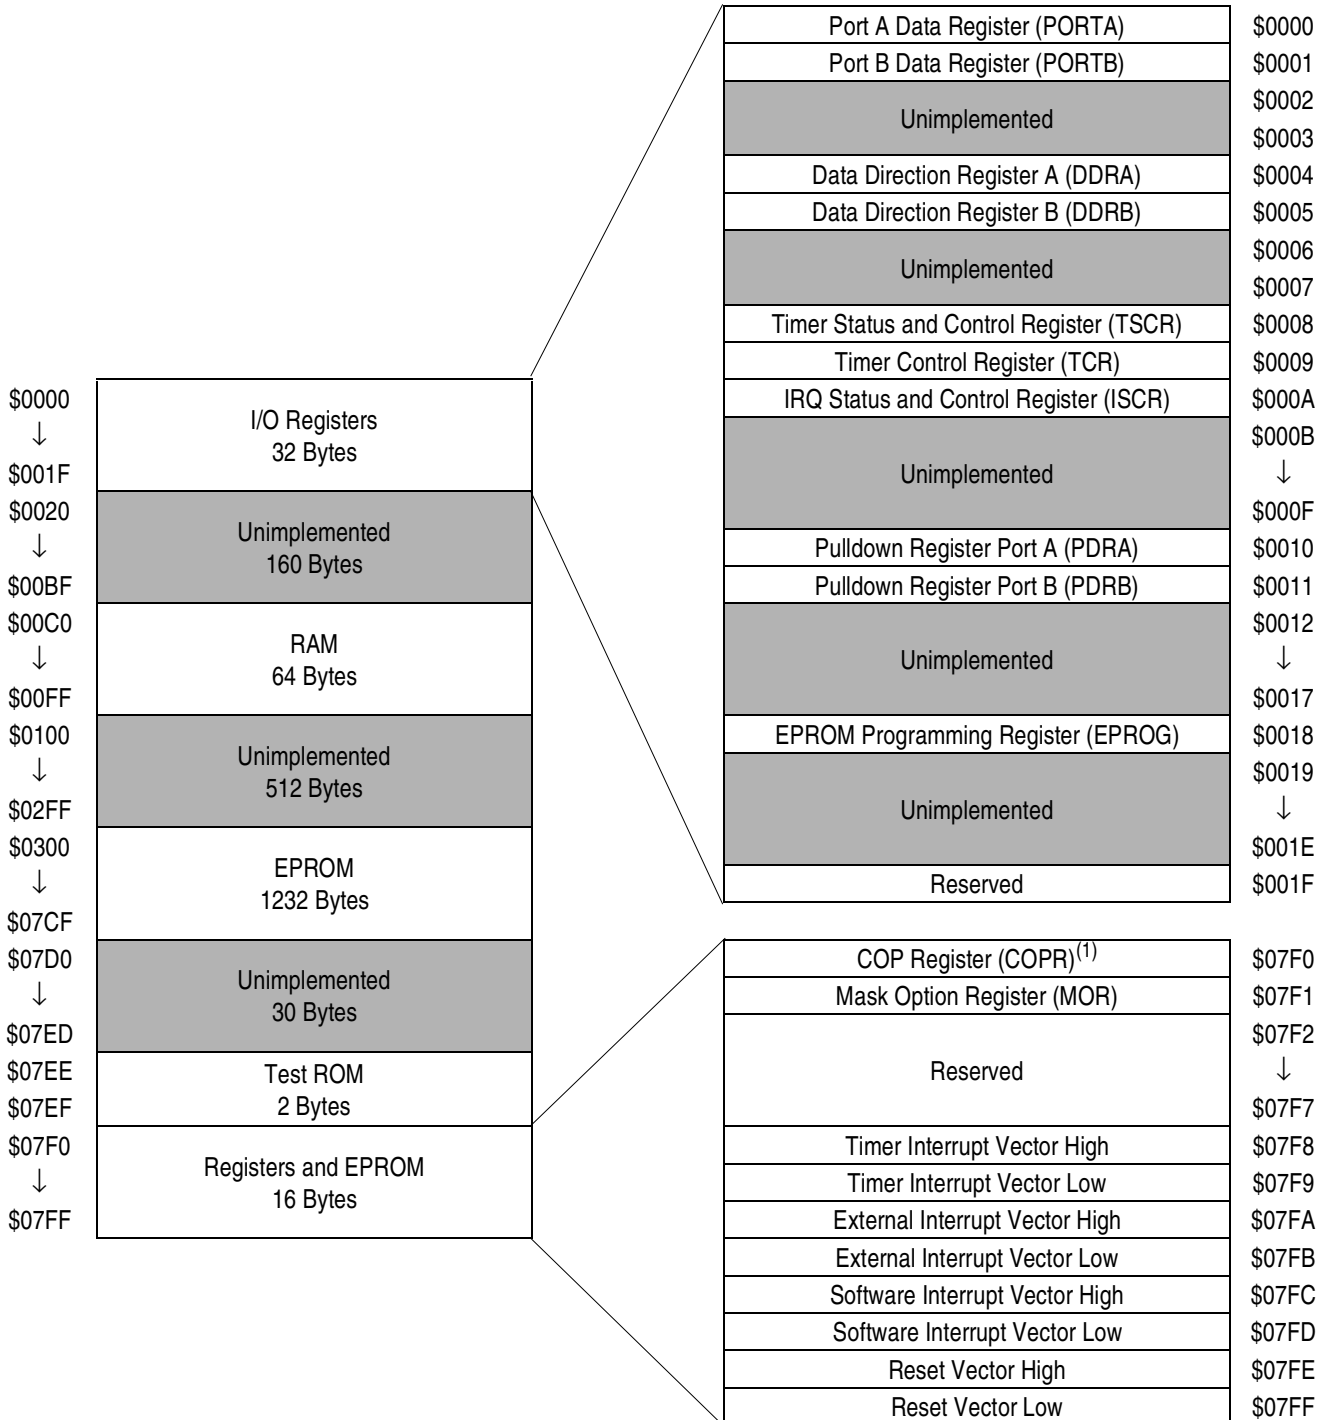 $0000
↓
$001F
$0020
↓
$00BF
$00C0
↓
$00FF
$0100
↓
$02FF
$0300
↓
$07CF
$07D0
↓
$07ED
$07EE
$07EF
$07F0
↓
$07FF
I/O Registers
32 Bytes
Unimplemented
160 Bytes
RAM
64 Bytes
Unimplemented
512 Bytes
EPROM
1232 Bytes
Unimplemented
30 Bytes
Test ROM
2 Bytes
Registers and EPROM
16 Bytes
Port A Data Register (PORTA) $0000
Port B Data Register (PORTB) $0001
Unimplemented
$0002
$0003
Data Direction Register A (DDRA) $0004
Data Direction Register B (DDRB) $0005
Unimplemented
$0006
$0007
Timer Status and Control Register (TSCR) $0008
Timer Control Register (TCR) $0009
IRQ Status and Control Register (ISCR) $000A
$000B
Unimplemented ↓
$000F
Pulldown Register Port A (PDRA) $0010
Pulldown Register Port B (PDRB) $0011
$0012
Unimplemented ↓
$0017
EPROM Programming Register (EPROG) $0018
$0019
Unimplemented ↓
$001E
Reserved $001F
COP Register (COPR)(1) $07F0
Mask Option Register (MOR) $07F1
$07F2
Reserved ↓
$07F7
Timer Interrupt Vector High $07F8
Timer Interrupt Vector Low $07F9
External Interrupt Vector High $07FA
External Interrupt Vector Low $07FB
Software Interrupt Vector High $07FC
Software Interrupt Vector Low $07FD
Reset Vector High $07FE
Reset Vector Low $07FF